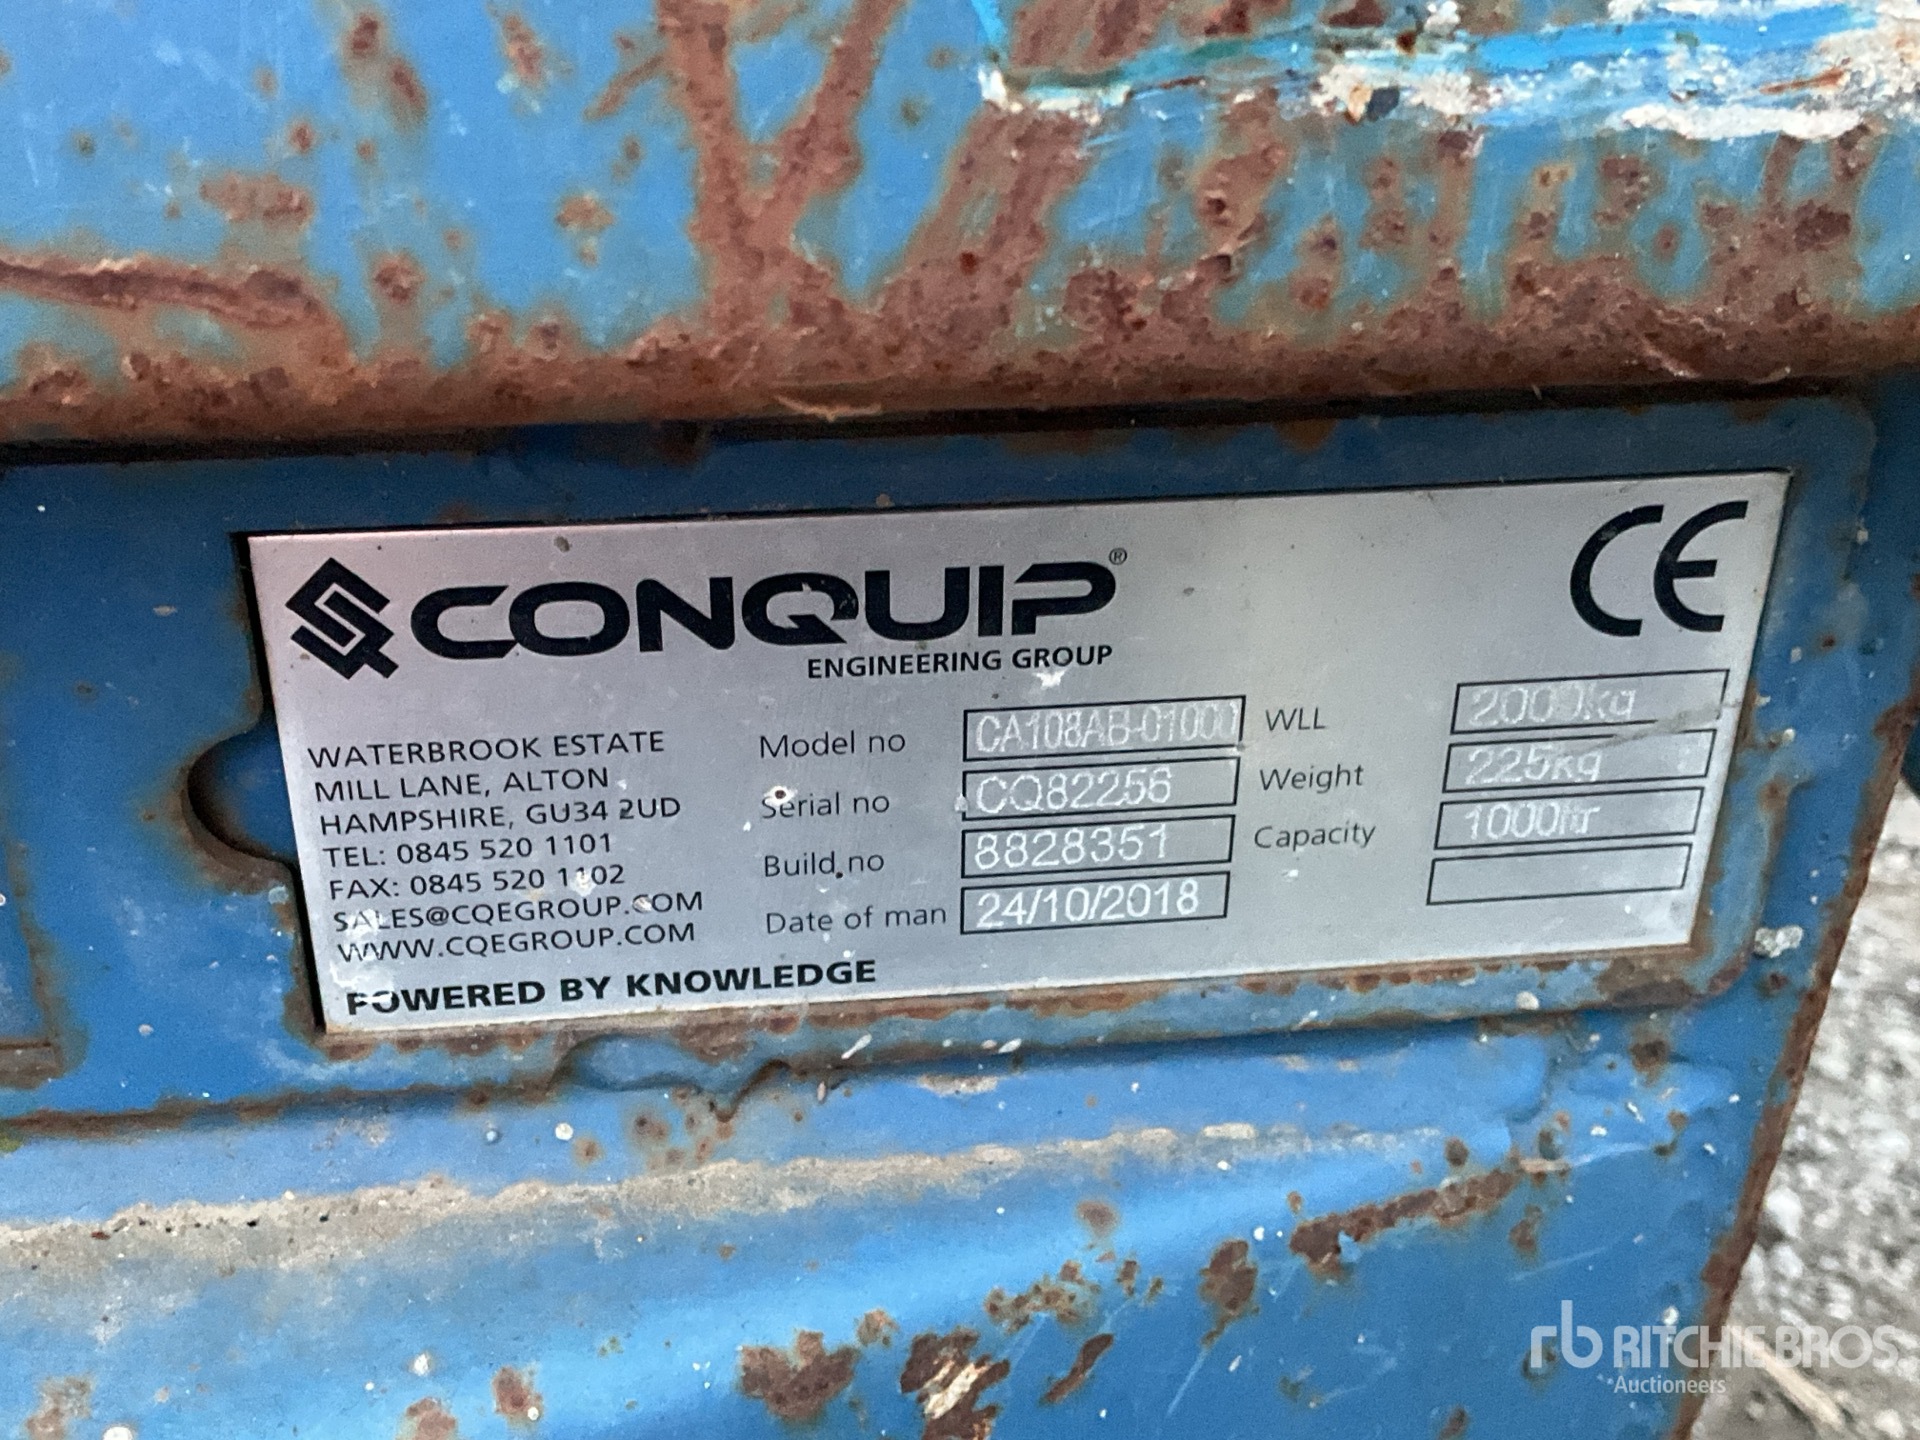 CONQUIP®
ENGINEERING GROUP
CE
WATERBROOK ESTATE
MILL LANE, ALTON
HAMPSHIRE, GU34 2UD
TEL: 0845 520 1101
FAX: 0845 520 1102
SALES@CQEGROUP.COM
WWW.CQEGROUP.COM
POWERED BY KNOWLEDGE
Model no CA108AB-01000
Serial no CQ82256
Build no 8828351
Date of man 24/10/2018
WLL 2000kg
Weight 225kg
Capacity 1000ltr
rb RITCHIE BROS.
Auctioneers